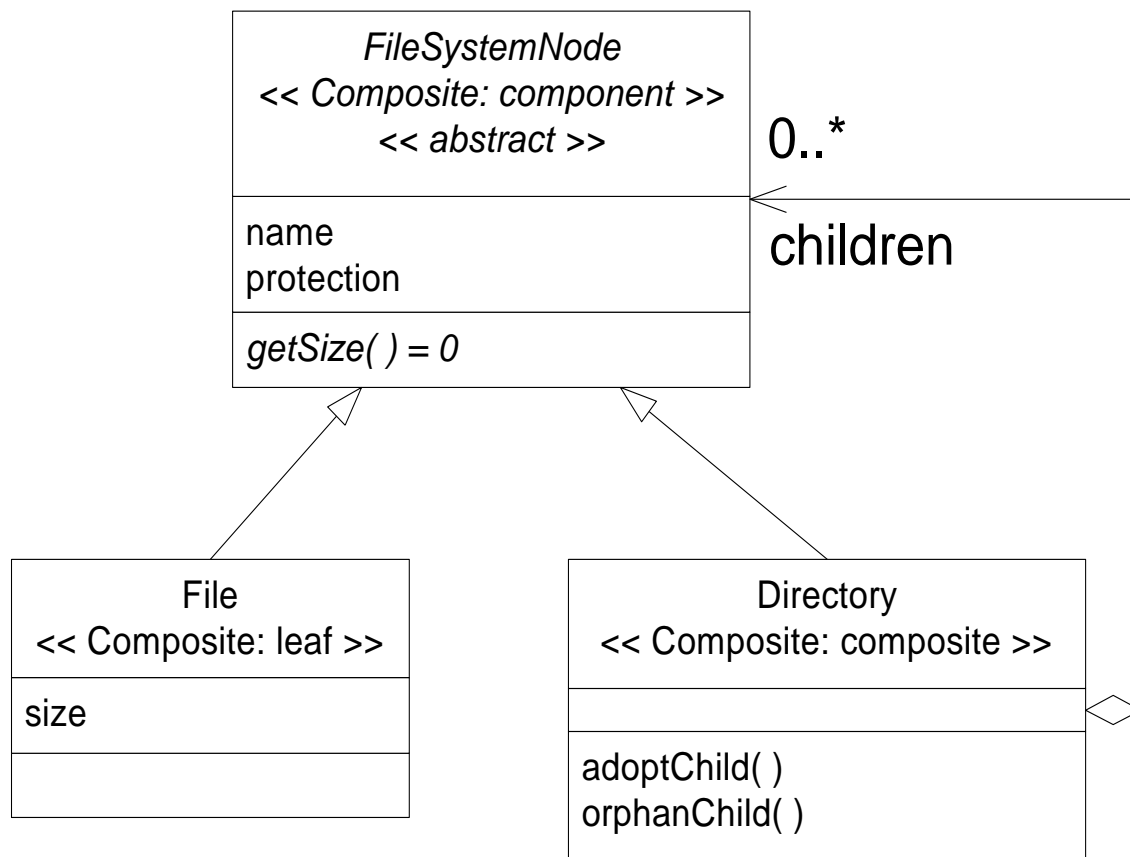 FileSystemNode
<< Composite: component >>
<< abstract >>
0..*
name
protection
children
getSize( ) = 0
File
<< Composite: leaf >>
size
Directory
<< Composite: composite >>
adoptChild( )
orphanChild( )